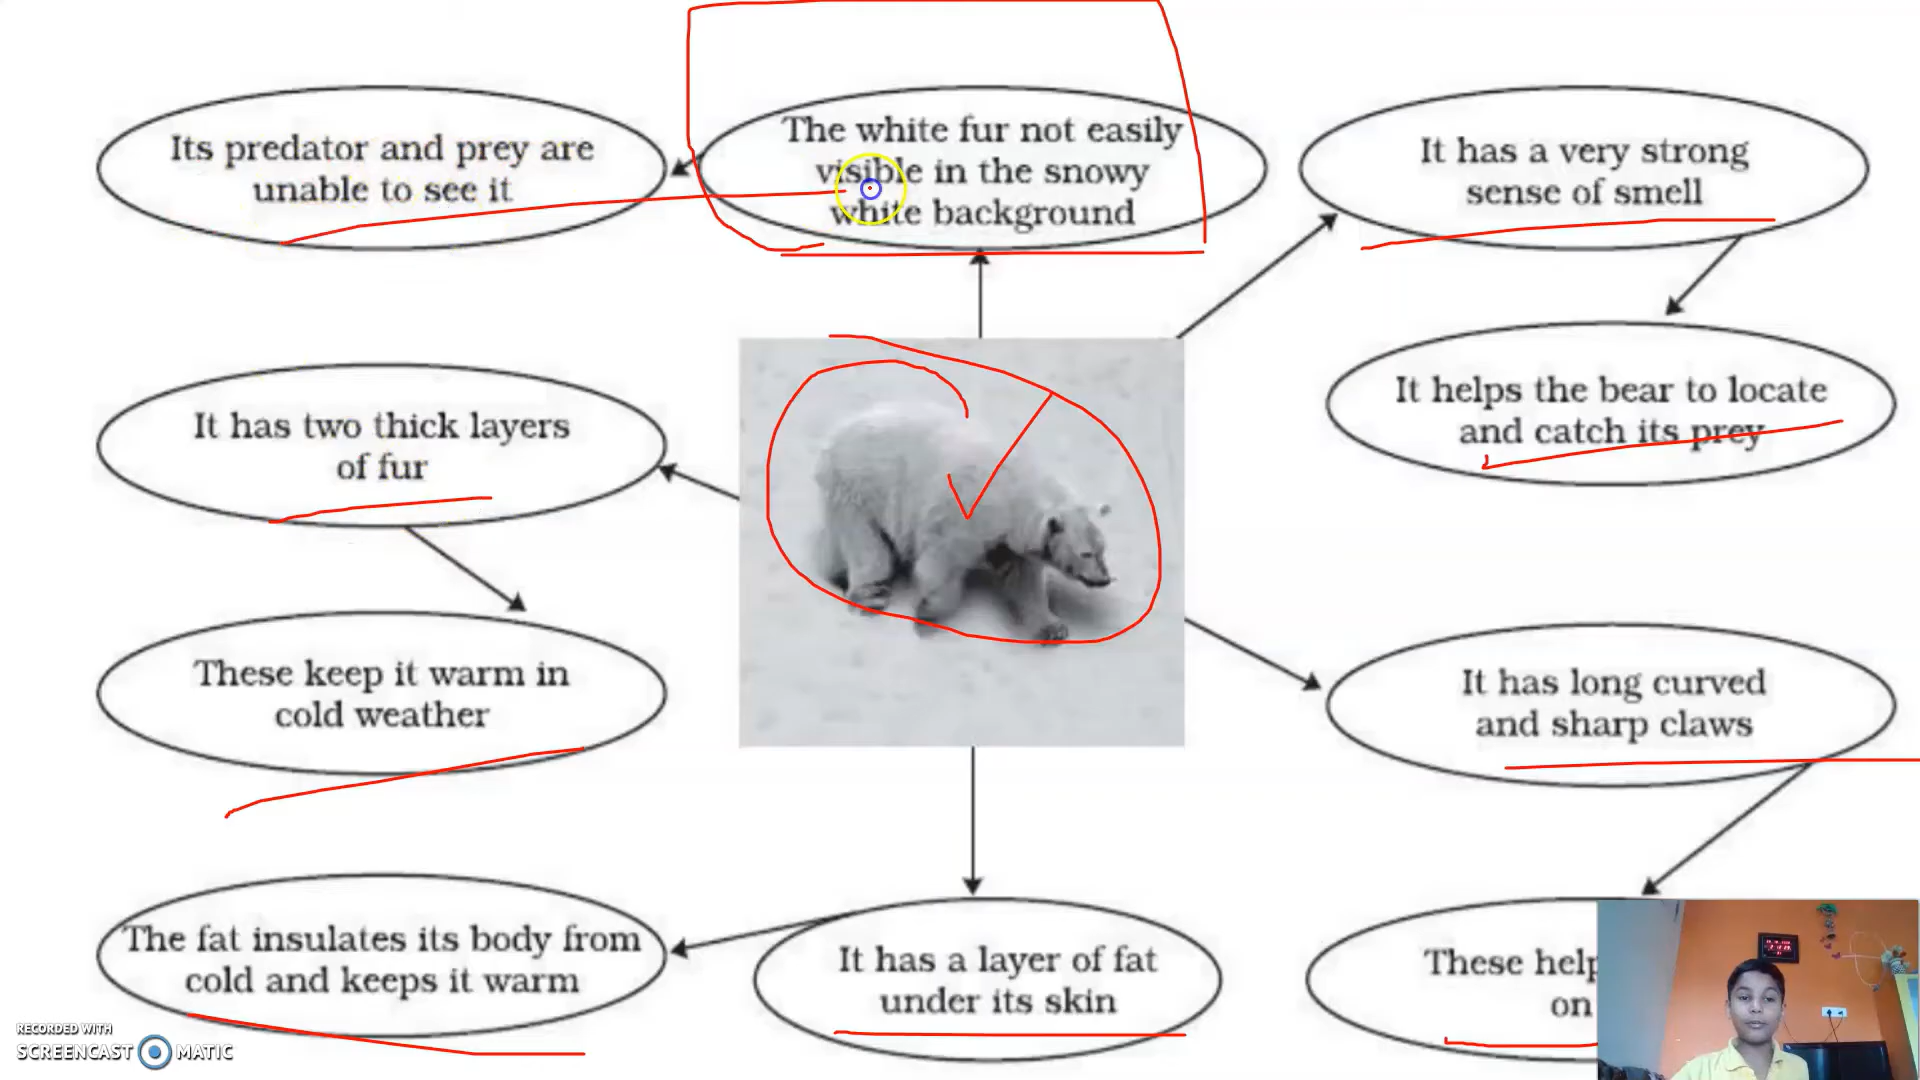 Its predator and prey are
unable to see it
The white fur not easily
visible in the snowy
white background
It has a very strong
sense of smell
It helps the bear to locate
and catch its prey
It has two thick layers
of fur
These keep it warm in
cold weather
It has long curved
and sharp claws
The fat insulates its body from
cold and keeps it warm
It has a layer of fat
under its skin
These help
on
RECORDED WITH
SCREENCAST MATIC